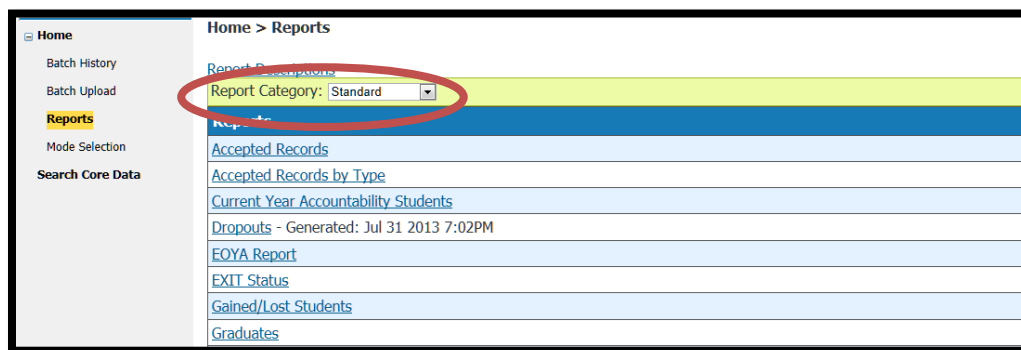 Home
Batch History
Batch Upload
Reports
Mode Selection
Search Core Data
Home > Reports
Report Descriptions
Report Category: Standard
Reports
Accepted Records
Accepted Records by Type
Current Year Accountability Students
Dropouts - Generated: Jul 31 2013 7:02PM
EOYA Report
EXIT Status
Gained/Lost Students
Graduates